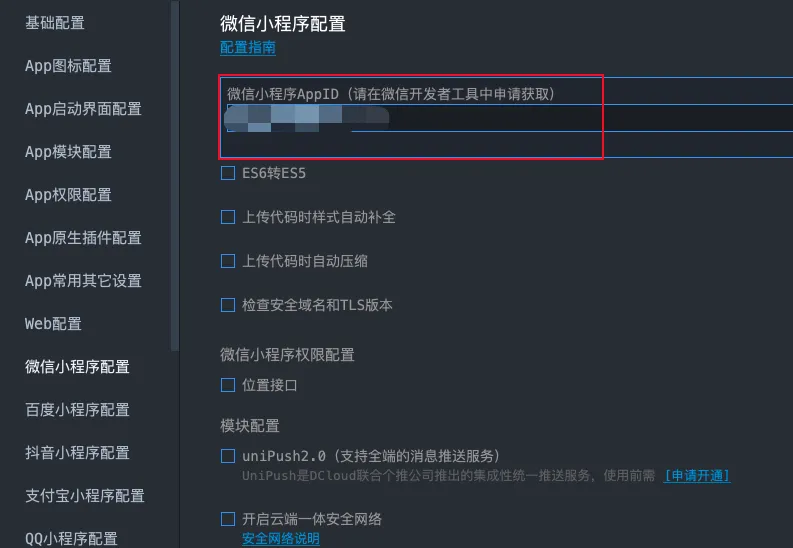 基础配置
App图标配置
App启动界面配置
App模块配置
App权限配置
App原生插件配置
App常用其它设置
Web配置
微信小程序配置
百度小程序配置
抖音小程序配置
支付宝小程序配置
QQ小程序配置
微信小程序配置
配置指南
微信小程序AppID（请在微信开发者工具中申请获取）
ES6转ES5
上传代码时样式自动补全
上传代码时自动压缩
检查安全域名和TLS版本
微信小程序权限配置
位置接口
模块配置
uniPush2.0（支持全端的消息推送服务）
UniPush是DCloud联合个推公司推出的集成性统一推送服务，使用前需 [申请开通]
开启云端一体安全网络
安全网络说明